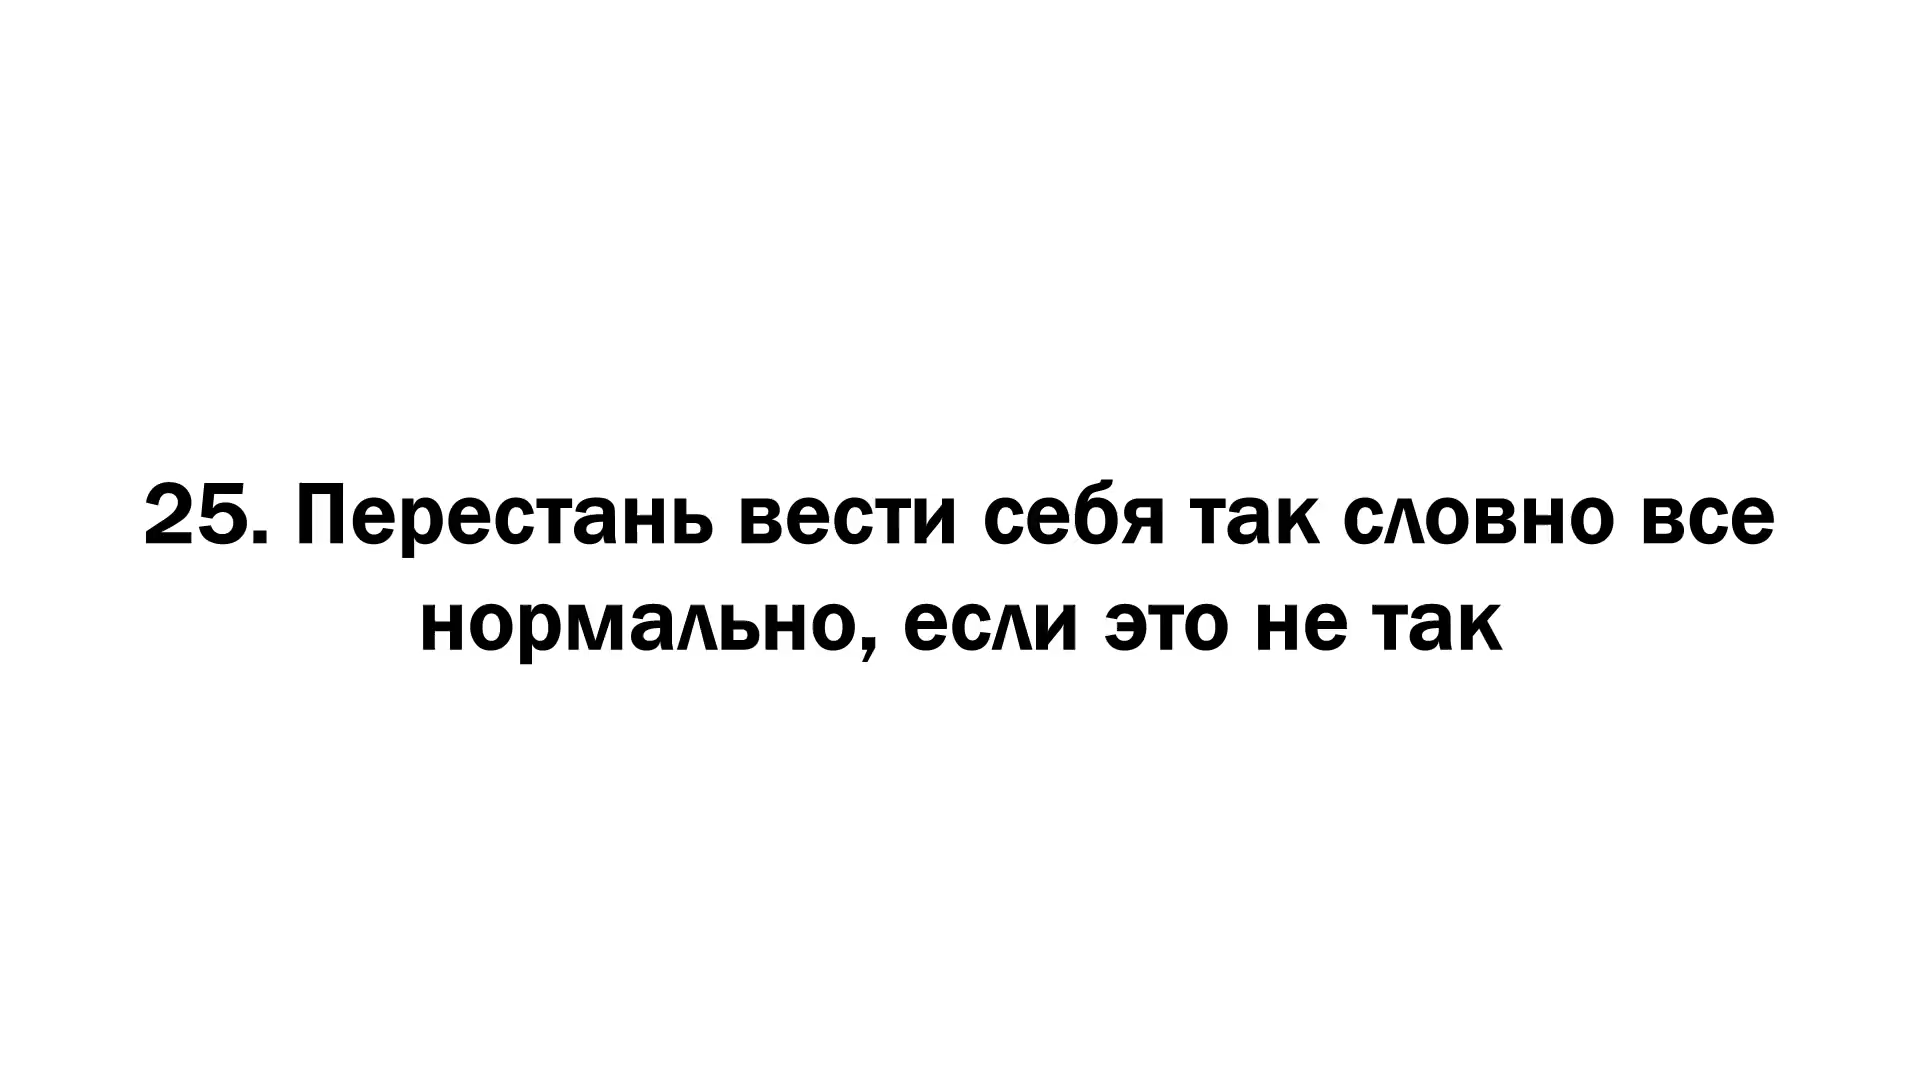 25. Перестань вести себя так словно все
нормально, если это не так